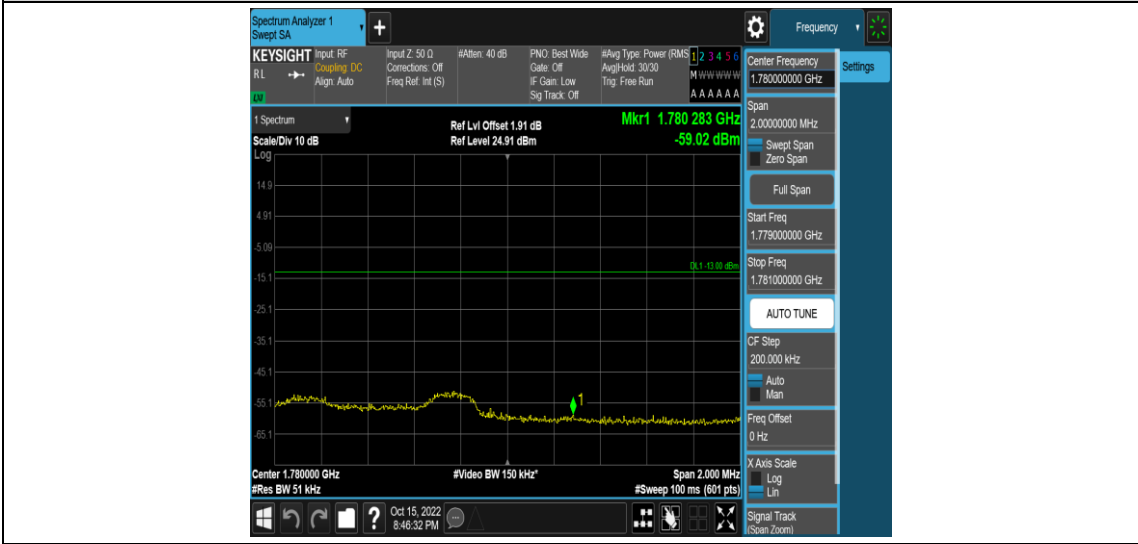 Spectrum Analyzer 1
Swept SA
+
Frequency
KEYSIGHT
RL
LNI
Input: RF
Coupling: DC
Align: Auto
Input Z: 50 Ω
Corrections: Off
Freq Ref: Int (S)
#Atten: 40 dB
PNO: Best Wide
Gate: Off
IF Gain: Low
Sig Track: Off
#Avg Type: Power (RMS
Avg|Hold: 30/30
Trig: Free Run
1 2 3 4 5 6
M W W W W W
A A A A A A
1 Spectrum
Scale/Div 10 dB
Ref Lvl Offset 1.91 dB
Ref Level 24.91 dBm
Mkr1 1.780 283 GHz
-59.02 dBm
Log
14.9
4.91
-5.09
DL1 -13.00 dBm
-15.1
-25.1
-35.1
-45.1
-55.1
1
-65.1
Center 1.780000 GHz
#Video BW 150 kHz*
Span 2.000 MHz
#Res BW 51 kHz
#Sweep 100 ms (601 pts)
?
Oct 15, 2022
8:46:32 PM
Center Frequency
1.780000000 GHz
Settings
Span
2.00000000 MHz
Swept Span
Zero Span
Full Span
Start Freq
1.779000000 GHz
Stop Freq
1.781000000 GHz
AUTO TUNE
CF Step
200.000 kHz
Auto
Man
Freq Offset
0 Hz
X Axis Scale
Log
Lin
Signal Track
(Span Zoom)